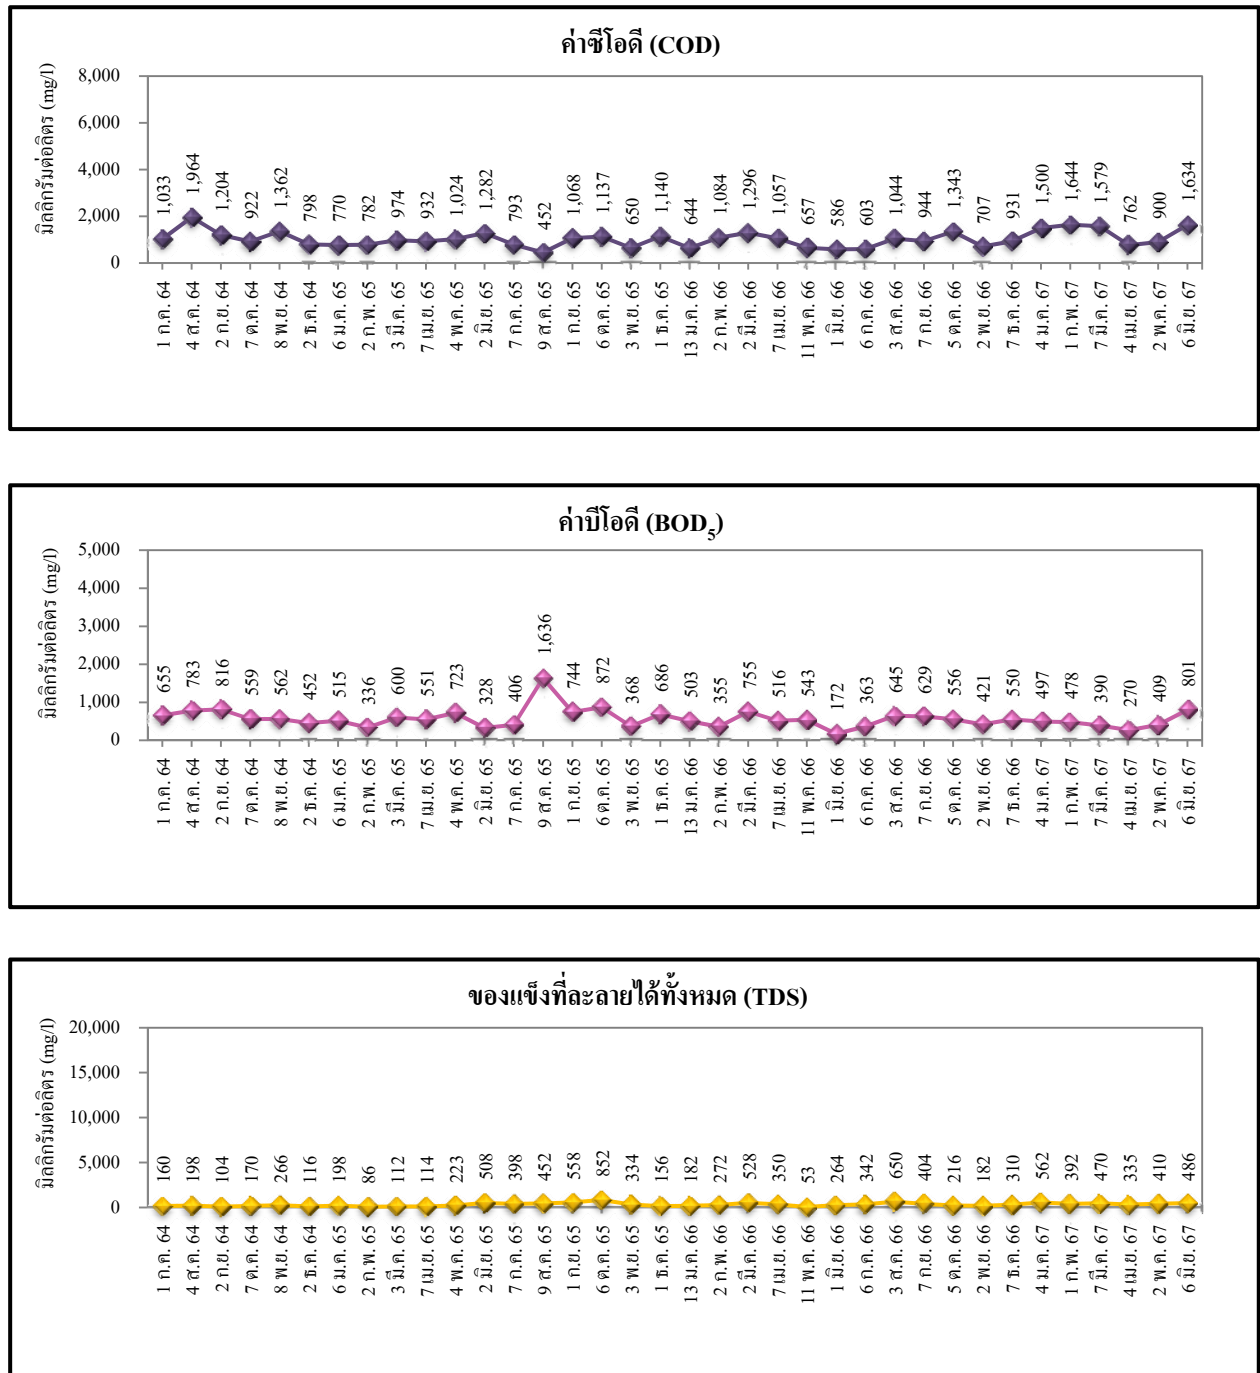 ค่าซีโอดี (COD)
มิลลิกรัมต่อลิตร (mg/l)
8,000
6,000
4,000
2,000
0
1,033 1,964 1,204 922 1,362 798 770 782 974 932 1,024 1,282 793 452 1,068 1,137 650 1,140 644 1,084 1,296 1,057 657 586 603 1,044 944 1,343 707 931 1,500 1,644 1,579 762 900 1,634
1 ก.ค. 64 4 ส.ค. 64 2 ก.ย. 64 7 ต.ค. 64 8 พ.ย. 64 2 ธ.ค. 64 6 ม.ค. 65 2 ก.พ. 65 3 มี.ค. 65 7 เม.ย. 65 4 พ.ค. 65 2 มิ.ย. 65 7 ก.ค. 65 9 ส.ค. 65 1 ก.ย. 65 6 ต.ค. 65 3 พ.ย. 65 1 ธ.ค. 65 13 ม.ค. 66 2 ก.พ. 66 2 มี.ค. 66 7 เม.ย. 66 11 พ.ค. 66 1 มิ.ย. 66 6 ก.ค. 66 3 ส.ค. 66 7 ก.ย. 66 5 ต.ค. 66 2 พ.ย. 66 7 ธ.ค. 66 4 ม.ค. 67 1 ก.พ. 67 7 มี.ค. 67 4 เม.ย. 67 2 พ.ค. 67 6 มิ.ย. 67
ค่าบีโอดี (BOD5)
มิลลิกรัมต่อลิตร (mg/l)
5,000
4,000
3,000
2,000
1,000
0
655 783 816 559 562 452 515 336 600 551 723 328 406 1,636 744 872 368 686 503 355 755 516 543 172 363 645 629 556 421 550 497 478 390 270 409 801
1 ก.ค. 64 4 ส.ค. 64 2 ก.ย. 64 7 ต.ค. 64 8 พ.ย. 64 2 ธ.ค. 64 6 ม.ค. 65 2 ก.พ. 65 3 มี.ค. 65 7 เม.ย. 65 4 พ.ค. 65 2 มิ.ย. 65 7 ก.ค. 65 9 ส.ค. 65 1 ก.ย. 65 6 ต.ค. 65 3 พ.ย. 65 1 ธ.ค. 65 13 ม.ค. 66 2 ก.พ. 66 2 มี.ค. 66 7 เม.ย. 66 11 พ.ค. 66 1 มิ.ย. 66 6 ก.ค. 66 3 ส.ค. 66 7 ก.ย. 66 5 ต.ค. 66 2 พ.ย. 66 7 ธ.ค. 66 4 ม.ค. 67 1 ก.พ. 67 7 มี.ค. 67 4 เม.ย. 67 2 พ.ค. 67 6 มิ.ย. 67
ของแข็งที่ละลายได้ทั้งหมด (TDS)
มิลลิกรัมต่อลิตร (mg/l)
20,000
15,000
10,000
5,000
0
160 198 104 170 266 116 198 86 112 114 223 508 398 452 558 852 334 156 182 272 528 350 53 264 342 650 404 216 182 310 562 392 470 335 410 486
1 ก.ค. 64 4 ส.ค. 64 2 ก.ย. 64 7 ต.ค. 64 8 พ.ย. 64 2 ธ.ค. 64 6 ม.ค. 65 2 ก.พ. 65 3 มี.ค. 65 7 เม.ย. 65 4 พ.ค. 65 2 มิ.ย. 65 7 ก.ค. 65 9 ส.ค. 65 1 ก.ย. 65 6 ต.ค. 65 3 พ.ย. 65 1 ธ.ค. 65 13 ม.ค. 66 2 ก.พ. 66 2 มี.ค. 66 7 เม.ย. 66 11 พ.ค. 66 1 มิ.ย. 66 6 ก.ค. 66 3 ส.ค. 66 7 ก.ย. 66 5 ต.ค. 66 2 พ.ย. 66 7 ธ.ค. 66 4 ม.ค. 67 1 ก.พ. 67 7 มี.ค. 67 4 เม.ย. 67 2 พ.ค. 67 6 มิ.ย. 67